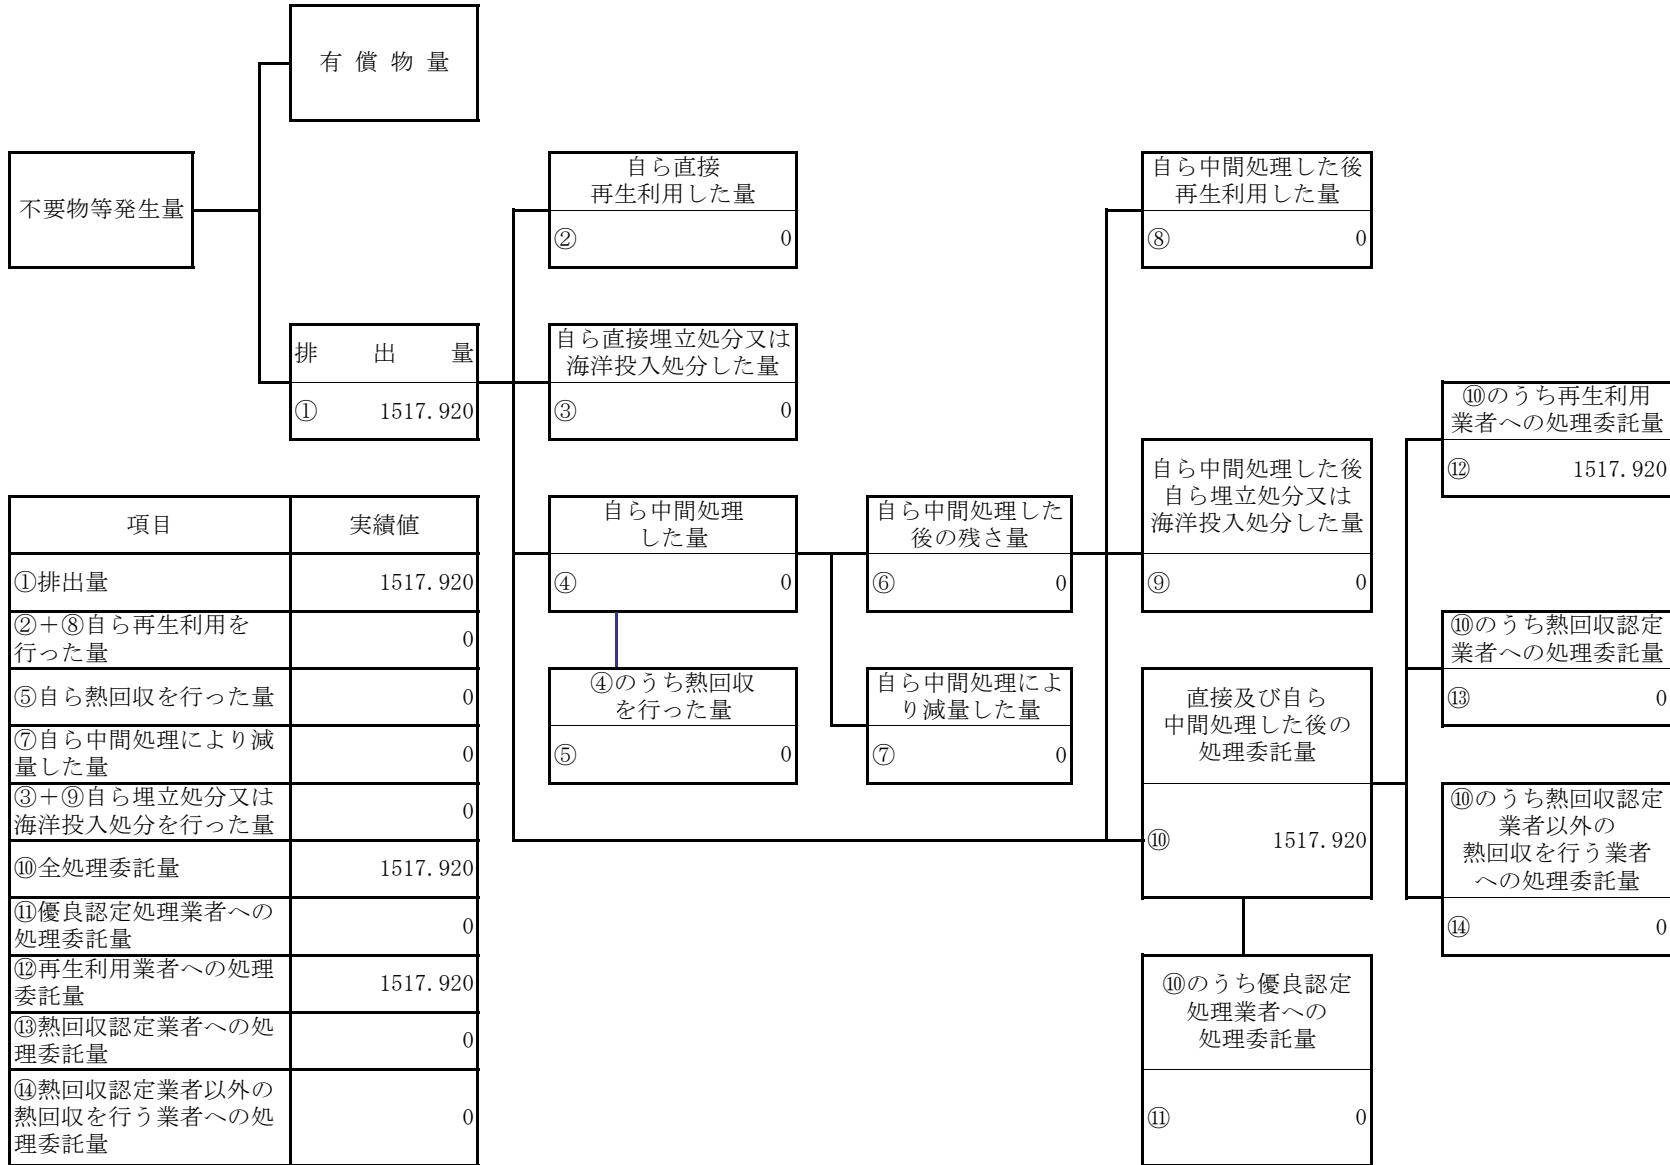 有償物量
不要物等発生量
排出量
① 1517.920
自ら直接
再生利用した量
② 0
自ら直接埋立処分又は
海洋投入処分した量
③ 0
自ら中間処理
した量
④ 0
④のうち熱回収
を行った量
⑤ 0
自ら中間処理した
後の残さ量
⑥ 0
自ら中間処理によ
り減量した量
⑦ 0
自ら中間処理した後
再生利用した量
⑧ 0
自ら中間処理した後
自ら埋立処分又は
海洋投入処分した量
⑨ 0
直接及び自ら
中間処理した後の
処理委託量
⑩ 1517.920
⑩のうち優良認定
処理業者への
処理委託量
⑪ 0
⑩のうち再生利用
業者への処理委託量
⑫ 1517.920
⑩のうち熱回収認定
業者への処理委託量
⑬ 0
⑩のうち熱回収認定
業者以外の
熱回収を行う業者
への処理委託量
⑭ 0
項目 実績値
①排出量 1517.920
②＋⑧自ら再生利用を
行った量 0
⑤自ら熱回収を行った量 0
⑦自ら中間処理により減
量した量 0
③＋⑨自ら埋立処分又は
海洋投入処分を行った量 0
⑩全処理委託量 1517.920
⑪優良認定処理業者への
処理委託量 0
⑫再生利用業者への処理
委託量 1517.920
⑬熱回収認定業者への処
理委託量 0
⑭熱回収認定業者以外の
熱回収を行う業者への処
理委託量 0